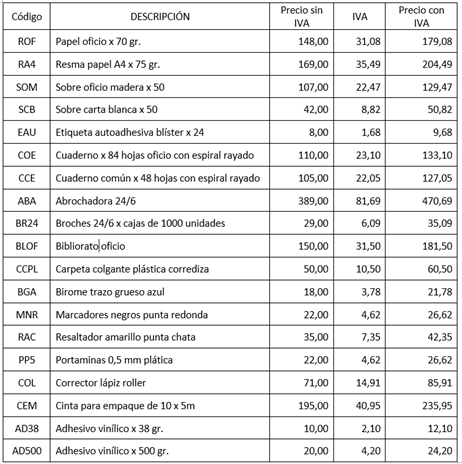 Código DESCRIPCIÓN Precio sin IVA IVA Precio con IVA
ROF Papel oficio x 70 gr. 148,00 31,08 179,08
RA4 Resma papel A4 x 75 gr. 169,00 35,49 204,49
SOM Sobre oficio madera x 50 107,00 22,47 129,47
SCB Sobre carta blanca x 50 42,00 8,82 50,82
EAU Etiqueta autoadhesiva blíster x 24 8,00 1,68 9,68
COE Cuaderno x 84 hojas oficio con espiral rayado 110,00 23,10 133,10
CCE Cuaderno común x 48 hojas con espiral rayado 105,00 22,05 127,05
ABA Abrochadora 24/6 389,00 81,69 470,69
BR24 Broches 24/6 x cajas de 1000 unidades 29,00 6,09 35,09
BLOF Bibliorato oficio 150,00 31,50 181,50
CCPL Carpeta colgante plástica corrediza 50,00 10,50 60,50
BGA Birome trazo grueso azul 18,00 3,78 21,78
MNR Marcadores negros punta redonda 22,00 4,62 26,62
RAC Resaltador amarillo punta chata 35,00 7,35 42,35
PP5 Portaminas 0,5 mm plática 22,00 4,62 26,62
COL Corrector lápiz roller 71,00 14,91 85,91
CEM Cinta para empaque de 10 x 5m 195,00 40,95 235,95
AD38 Adhesivo vinílico x 38 gr. 10,00 2,10 12,10
AD500 Adhesivo vinílico x 500 gr. 20,00 4,20 24,20